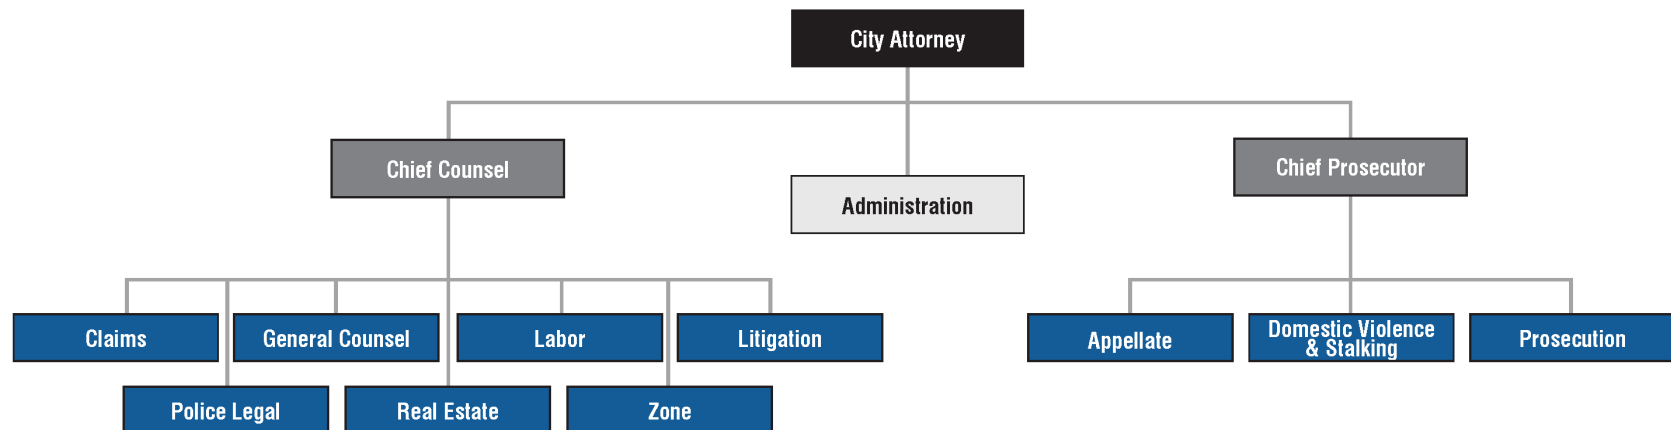 City Attorney
Chief Counsel
Administration
Chief Prosecutor
Claims
General Counsel
Labor
Litigation
Police Legal
Real Estate
Zone
Appellate
Domestic Violence
& Stalking
Prosecution